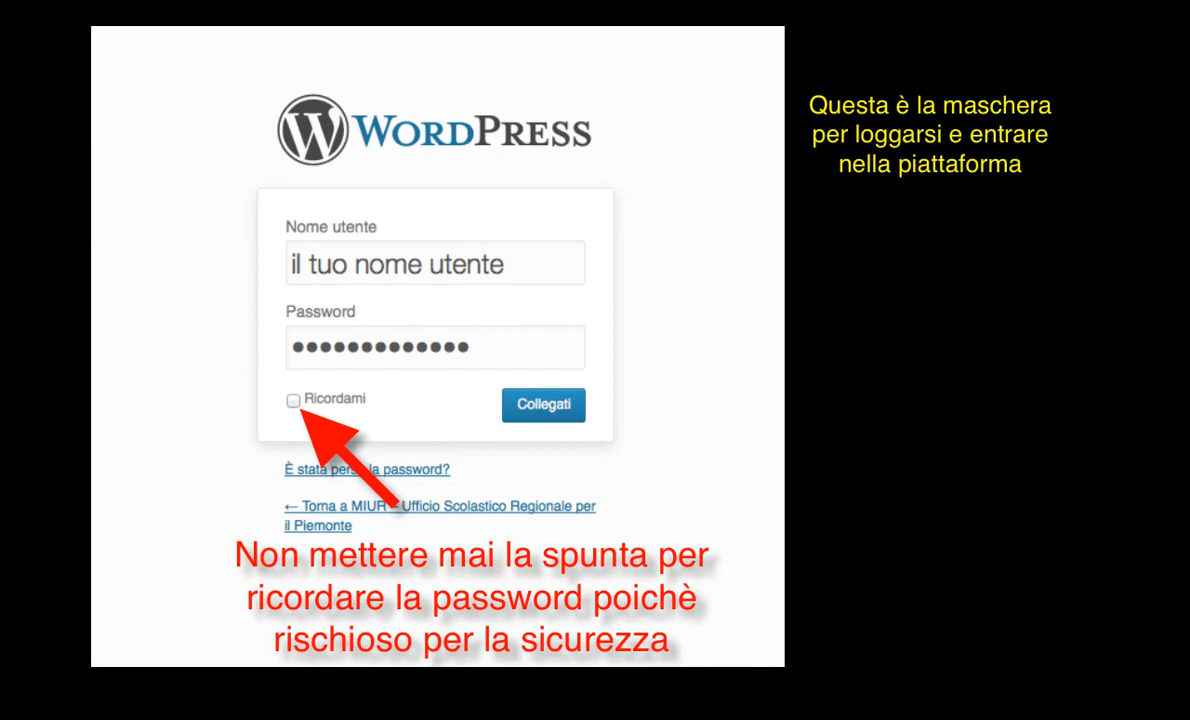 WORDPRESS
Questa è la maschera
per loggarsi e entrare
nella piattaforma
Nome utente
il tuo nome utente
Password
●●●●●●●●●●●●●
Ricordami
Collegati
È stata persa la password?
← Torna a MIUR – Ufficio Scolastico Regionale per
il Piemonte
Non mettere mai la spunta per
ricordare la password poichè
rischioso per la sicurezza